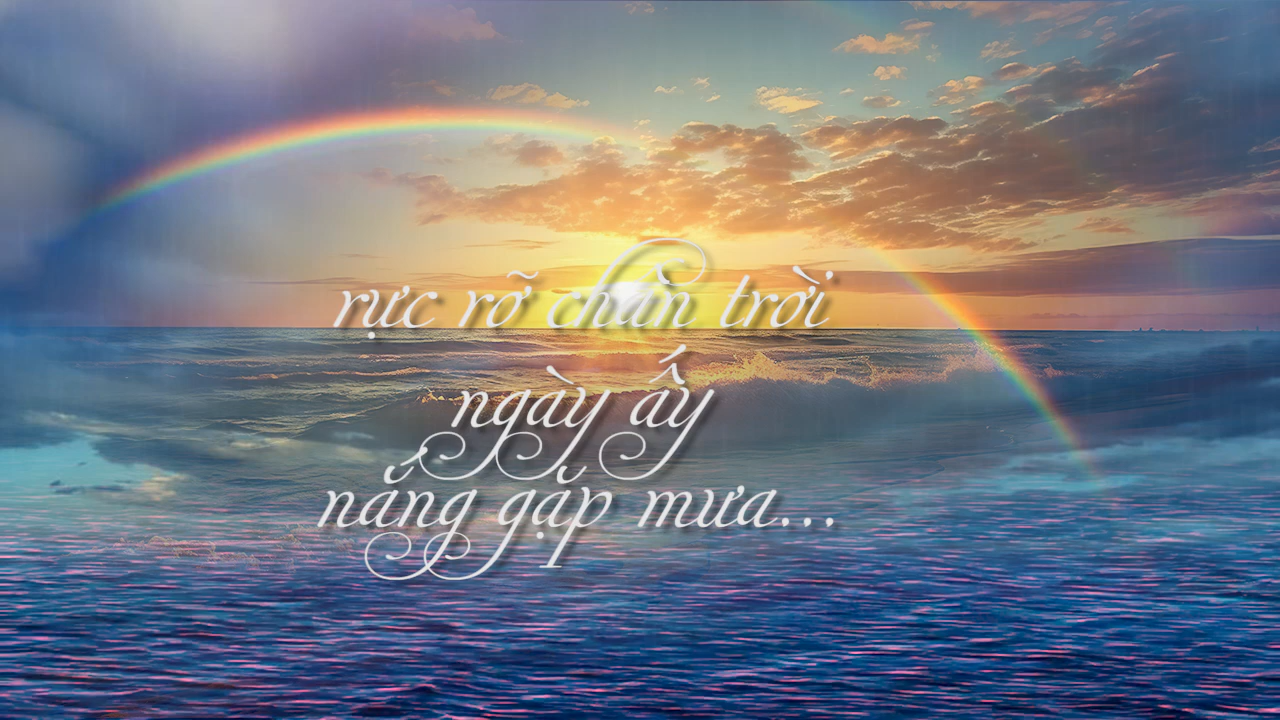 rực rỡ chân trời
ngày ấy
nắng gặp mưa...